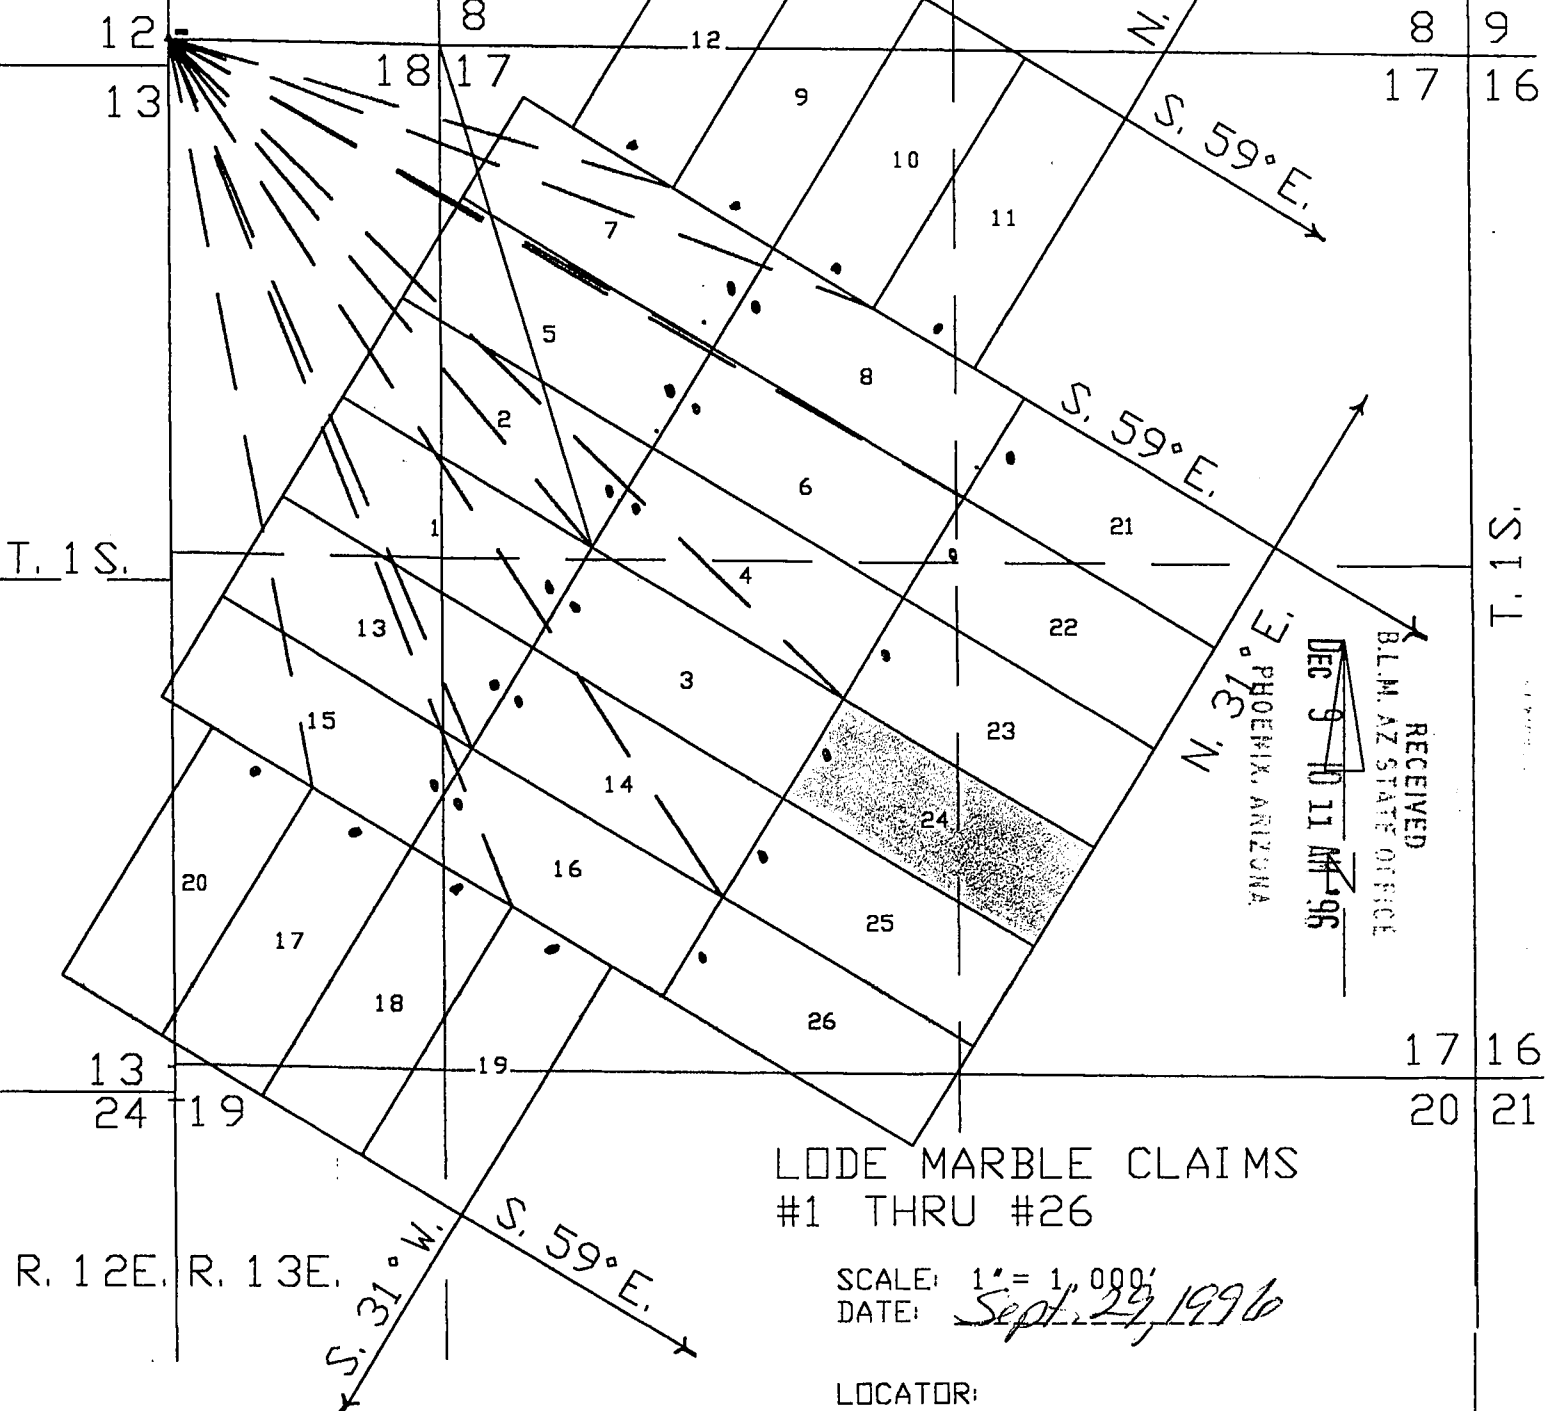 12
8
12
N.
8
9
13
18
17
9
17
16
S. 59° E.
10
11
7
5
8
S. 59° E.
2
6
21
1
T. 1 S.
4
T. 1 S.
13
22
N. 31° E.
3
23
15
14
24
20
16
25
17
18
26
RECEIVED
B.L.M. AZ STATE OFFICE
DEC 9 10 11 AM '96
PHOENIX, ARIZONA
13
19
17
16
24
19
20
21
LODE MARBLE CLAIMS
#1 THRU #26
S. 59° E.
S. 31° W.
R. 12E.
R. 13E.
SCALE: 1" = 1,000'
DATE: Sept. 29, 1996
LOCATOR: